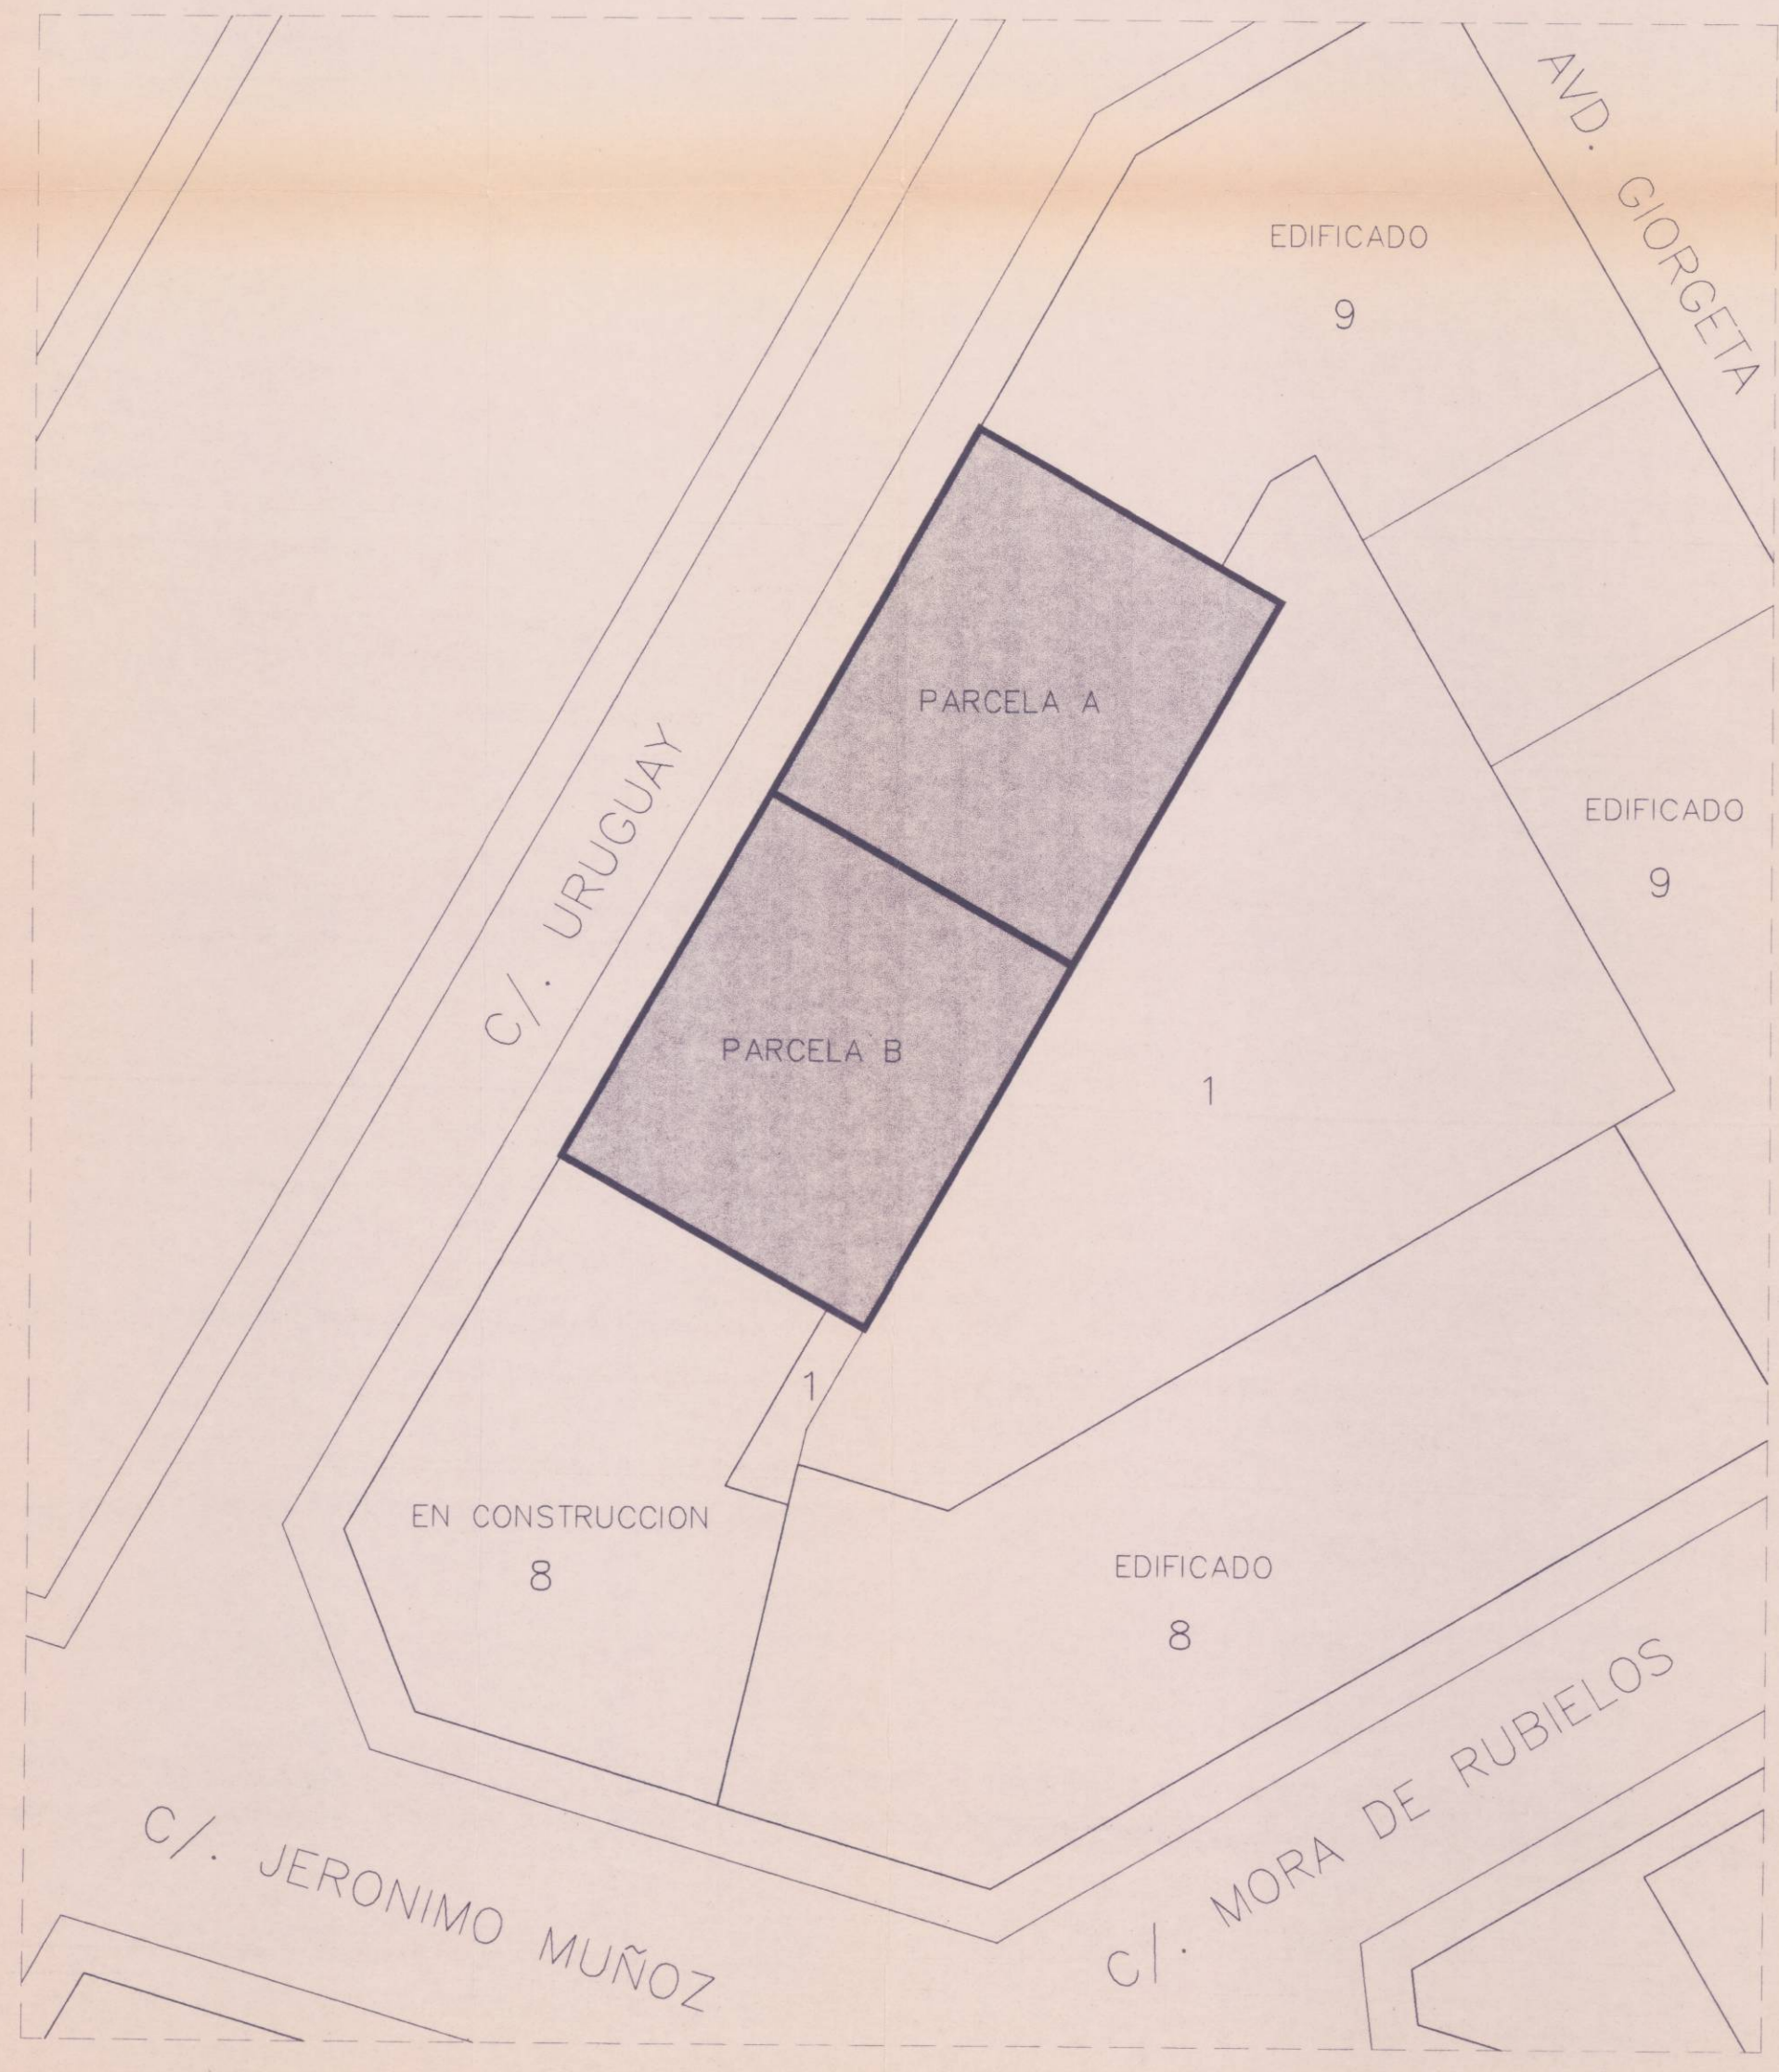 AVD. GIORGETA
EDIFICADO
9
PARCELA A
C/. URUGUAY
EDIFICADO
9
PARCELA B
1
1
EN CONSTRUCCION
8
EDIFICADO
8
C/. MORA DE RUBIELOS
C/. JERONIMO MUÑOZ